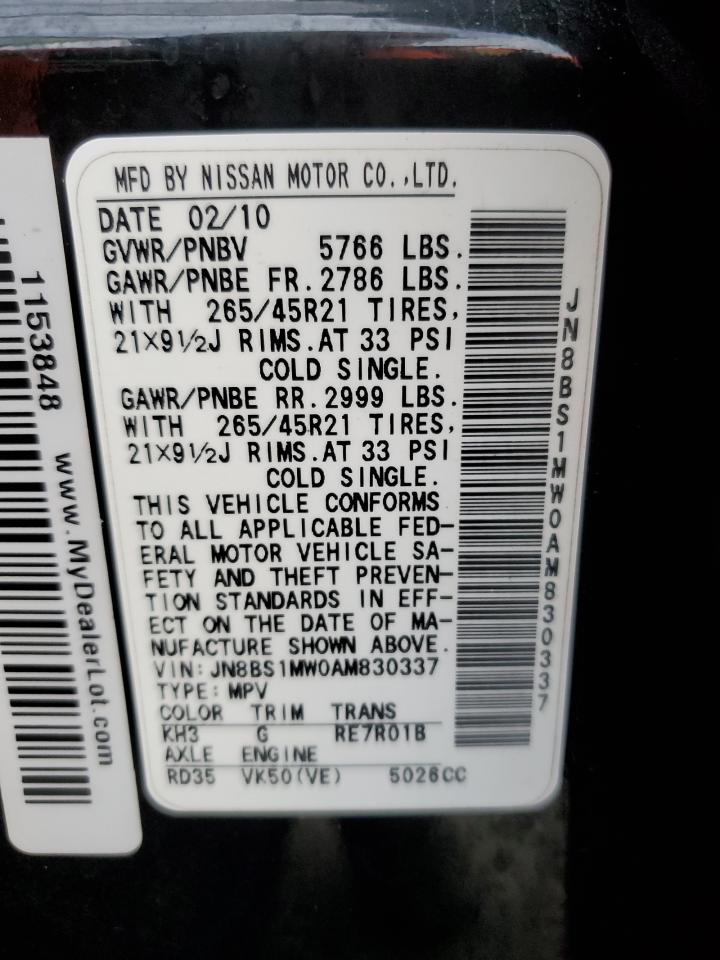 MFD BY NISSAN MOTOR CO.,LTD.
DATE 02/10
GVWR/PNBV 5766 LBS.
GAWR/PNBE FR.2786 LBS.
WITH 265/45R21 TIRES,
21×9½J RIMS.AT 33 PSI
COLD SINGLE.
GAWR/PNBE RR.2999 LBS.
WITH 265/45R21 TIRES,
21×9½J RIMS.AT 33 PSI
COLD SINGLE.
THIS VEHICLE CONFORMS
TO ALL APPLICABLE FED-
ERAL MOTOR VEHICLE SA-
FETY AND THEFT PREVEN-
TION STANDARDS IN EFF-
ECT ON THE DATE OF MA-
NUFACTURE SHOWN ABOVE.
VIN: JN8BS1MW0AM830337
TYPE: MPV
COLOR TRIM TRANS
KH3 G RE7R01B
AXLE ENGINE
RD35 VK50(VE) 5026CC
JN8BS1MW0AM830337
1153848
www.MyDealerLot.com